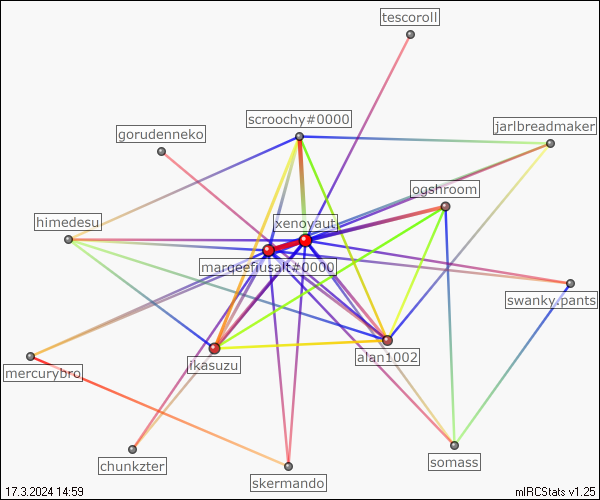 tescoroll
scroochy#0000
gorudenneko
jarlbreadmaker
ogshroom
himedesu
xenoyaut
marqeefiusalt#0000
swanky.pants
alan1002
ikasuzu
mercurybro
somass
chunkzter
skermando
17.3.2024 14:59
mIRCStats v1.25